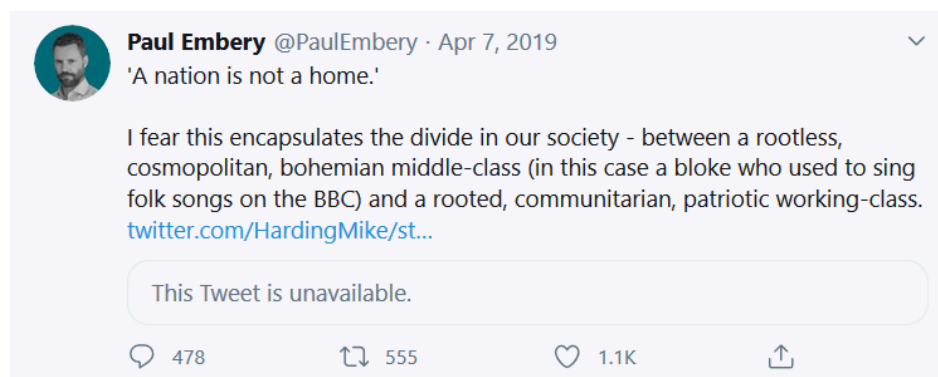 Paul Embery @PaulEmbery · Apr 7, 2019
'A nation is not a home.'
I fear this encapsulates the divide in our society - between a rootless,
cosmopolitan, bohemian middle-class (in this case a bloke who used to sing
folk songs on the BBC) and a rooted, communitarian, patriotic working-class.
twitter.com/HardingMike/st...
This Tweet is unavailable.
478 555 1.1K